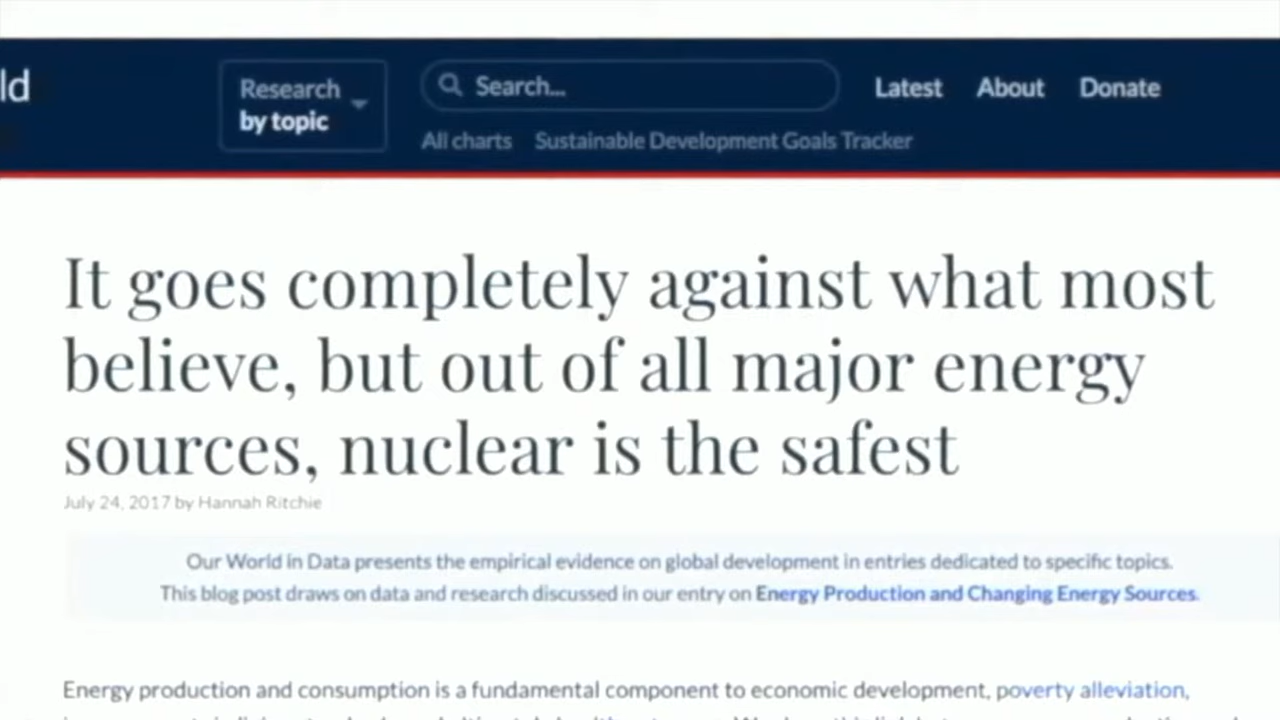 ld
Research
by topic
Search...
Latest About Donate
All charts Sustainable Development Goals Tracker
It goes completely against what most
believe, but out of all major energy
sources, nuclear is the safest
July 24, 2017 by Hannah Ritchie
Our World in Data presents the empirical evidence on global development in entries dedicated to specific topics.
This blog post draws on data and research discussed in our entry on Energy Production and Changing Energy Sources.
Energy production and consumption is a fundamental component to economic development, poverty alleviation,